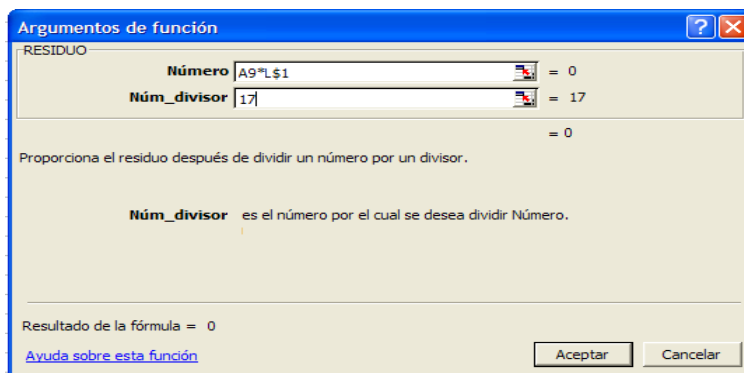 Argumentos de función
RESIDUO
Número A9*L$1 = 0
Núm_divisor 17 = 17
= 0
Proporciona el residuo después de dividir un número por un divisor.
Núm_divisor es el número por el cual se desea dividir Número.
Resultado de la fórmula = 0
Ayuda sobre esta función Aceptar Cancelar